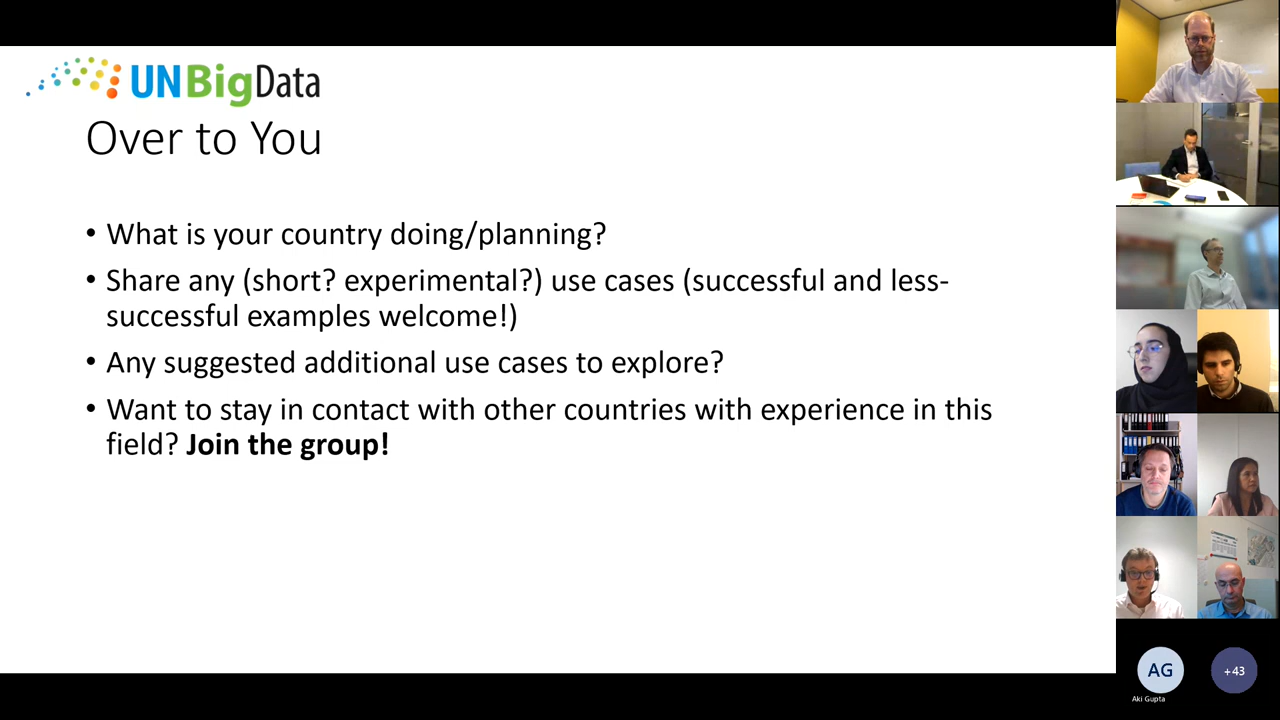 UNBigData
Over to You
• What is your country doing/planning?
• Share any (short? experimental?) use cases (successful and less-
successful examples welcome!)
• Any suggested additional use cases to explore?
• Want to stay in contact with other countries with experience in this
field? Join the group!
AG
+43
Aki Gupta